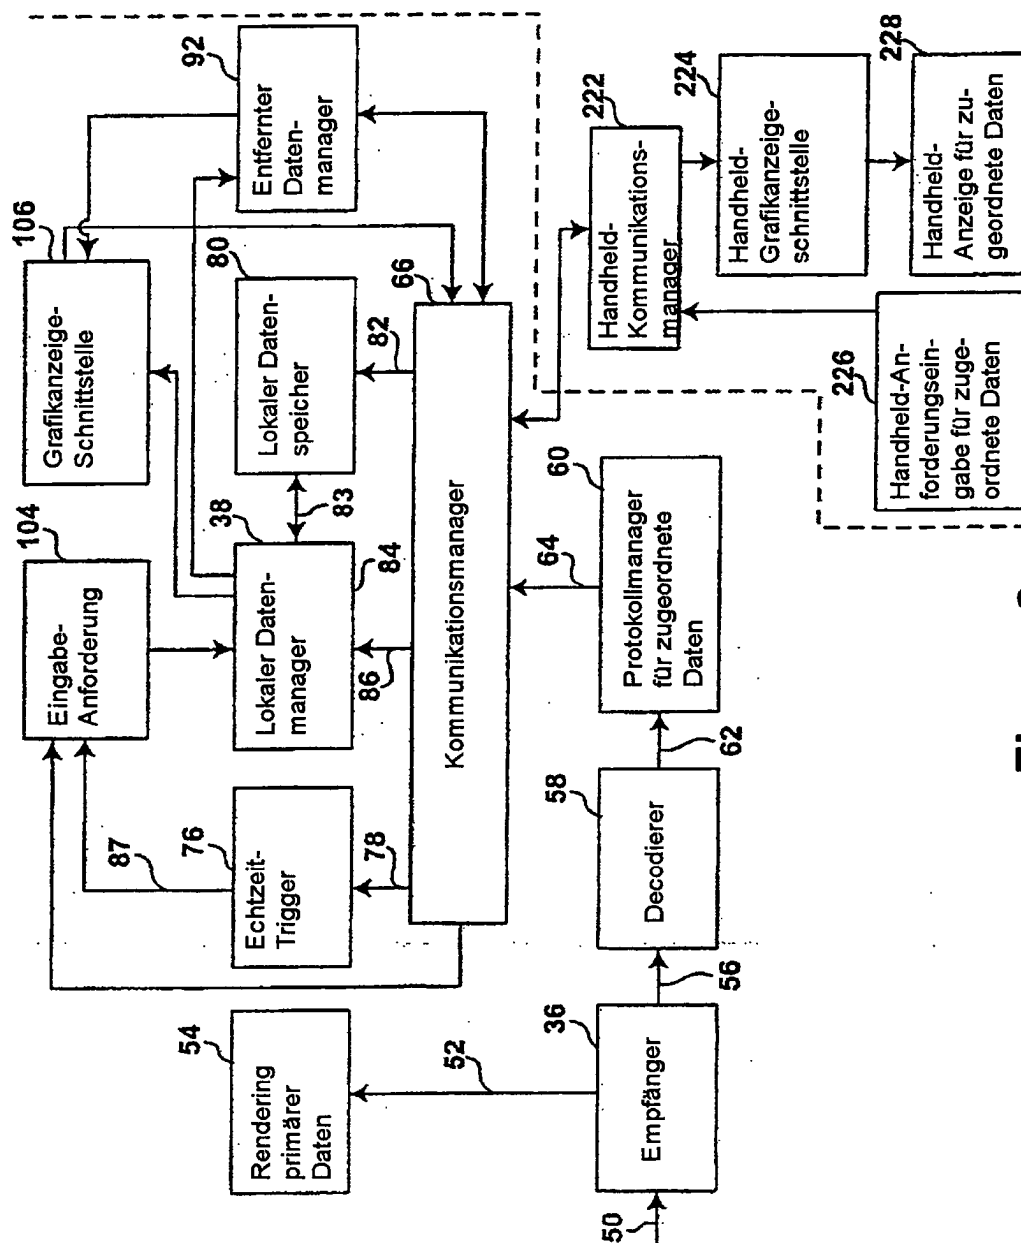 104
Eingabe-
Anforderung
106
Grafikanzeige-
Schnittstelle
87
54
Rendering
primärer
Daten
76
Echtzeit-
Trigger
38
Lokaler Daten-
manager
83
80
Lokaler Daten-
speicher
92
Entfernter
Daten-
manager
84
78
86
82
66
Kommunikationsmanager
52
64
50
36
Empfänger
56
58
Decodierer
62
60
Protokollmanager
für zugeordnete
Daten
222
Handheld-
Kommunikations-
manager
224
Handheld-
Grafikanzeige-
schnittstelle
226
Handheld-An-
forderungsein-
gabe für zuge-
ordnete Daten
228
Handheld-
Anzeige für zu-
geordnete Daten